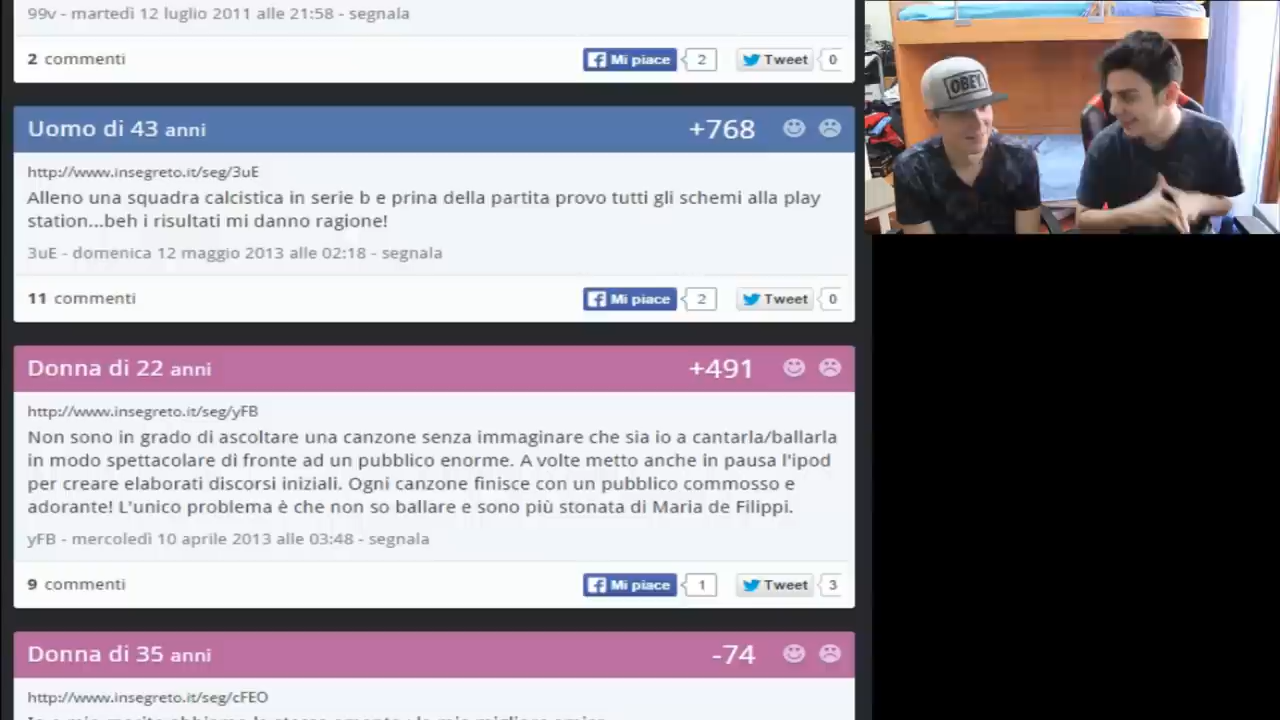 99v - martedì 12 luglio 2011 alle 21:58 - segnala
2 commenti
Mi piace 2 Tweet 0
Uomo di 43 anni +768
http://www.insegreto.it/seg/3uE
Alleno una squadra calcistica in serie b e prina della partita provo tutti gli schemi alla play
station...beh i risultati mi danno ragione!
3uE - domenica 12 maggio 2013 alle 02:18 - segnala
11 commenti
Mi piace 2 Tweet 0
Donna di 22 anni +491
http://www.insegreto.it/seg/yFB
Non sono in grado di ascoltare una canzone senza immaginare che sia io a cantarla/ballarla
in modo spettacolare di fronte ad un pubblico enorme. A volte metto anche in pausa l'ipod
per creare elaborati discorsi iniziali. Ogni canzone finisce con un pubblico commosso e
adorante! L'unico problema è che non so ballare e sono più stonata di Maria de Filippi.
yFB - mercoledì 10 aprile 2013 alle 03:48 - segnala
9 commenti
Mi piace 1 Tweet 3
Donna di 35 anni -74
http://www.insegreto.it/seg/cFEO
OBEY